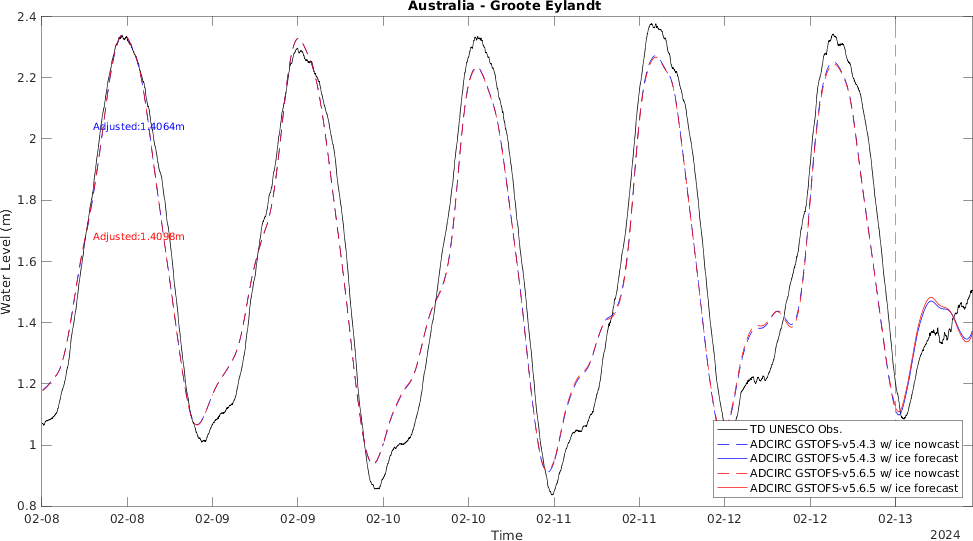 Australia - Groote Eylandt
2.4
2.2
2
1.8
1.6
1.4
1.2
1
0.8
Water Level (m)
Adjusted:1.4064m
Adjusted:1.4098m
TD UNESCO Obs.
ADCIRC GSTOFS-v5.4.3 w/ ice nowcast
ADCIRC GSTOFS-v5.4.3 w/ ice forecast
ADCIRC GSTOFS-v5.6.5 w/ ice nowcast
ADCIRC GSTOFS-v5.6.5 w/ ice forecast
02-08 02-08 02-09 02-09 02-10 02-10 02-11 02-11 02-12 02-12 02-13
Time
2024